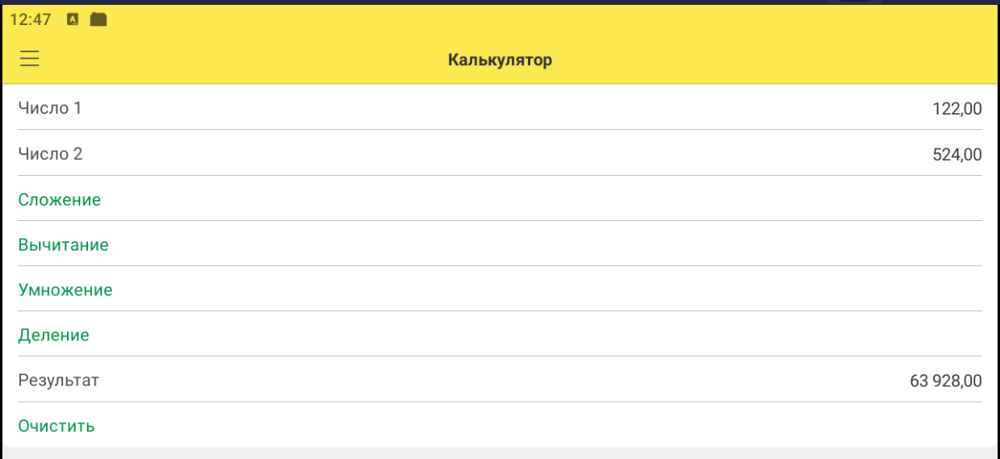 12:47
Калькулятор
Число 1 122,00
Число 2 524,00
Сложение
Вычитание
Умножение
Деление
Результат 63 928,00
Очистить